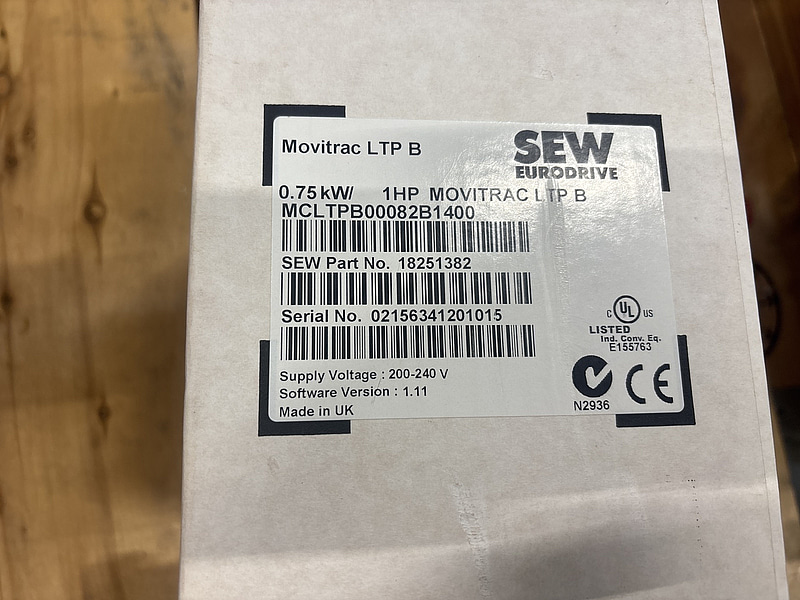 Movitrac LTP B
SEW
EURODRIVE
0.75 kW/ 1HP MOVITRAC LTP B
MCLTPB00082B1400
SEW Part No. 18251382
Serial No. 02156341201015
C UL US
LISTED
Ind. Conv. Eq.
E155763
Supply Voltage : 200-240 V
Software Version : 1.11
Made in UK
N2936
CE